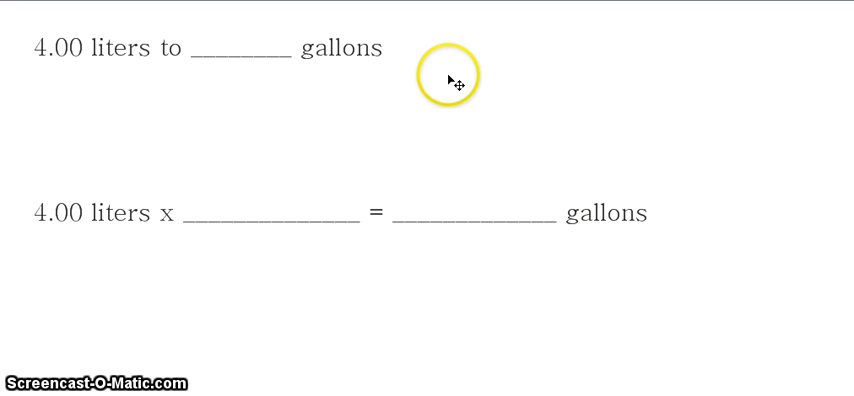 4.00 liters to ________ gallons
4.00 liters x ______________ = _____________ gallons
Screencast-O-Matic.com